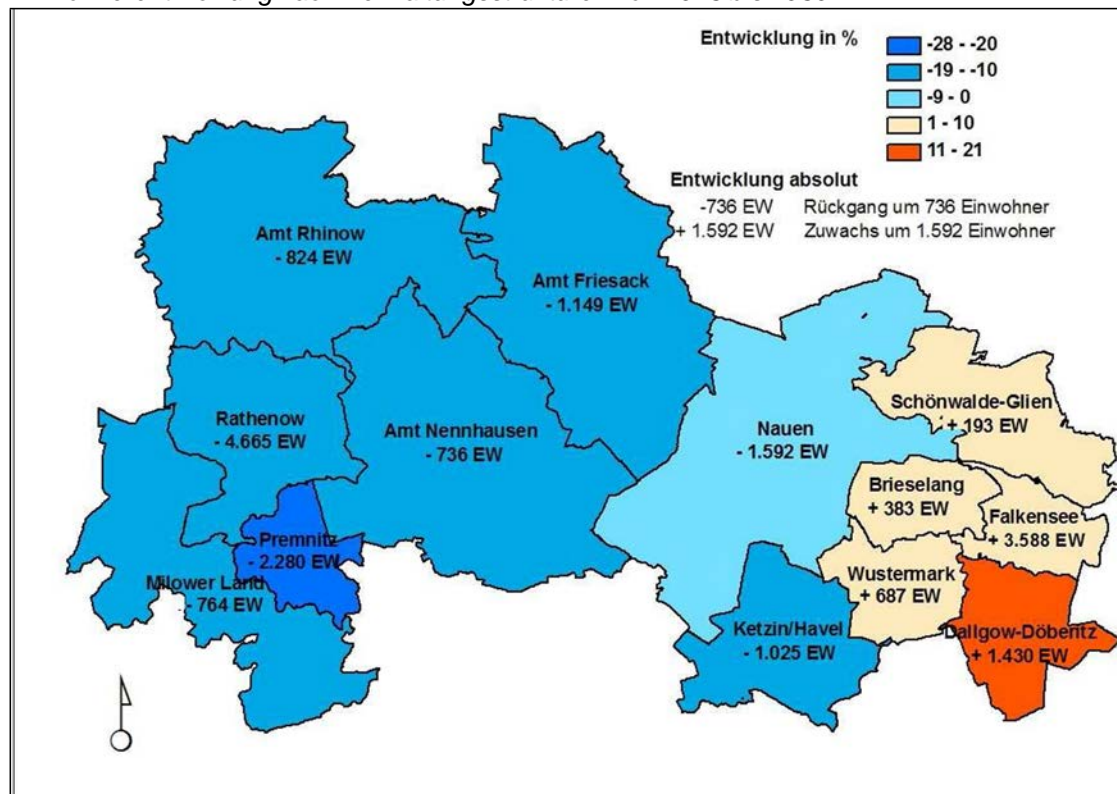 Entwicklung in %
-28 - -20
-19 - -10
-9 - 0
1 - 10
11 - 21
Entwicklung absolut
-736 EW Rückgang um 736 Einwohner
+ 1.592 EW Zuwachs um 1.592 Einwohner
Amt Rhinow
- 824 EW
Amt Friesack
- 1.149 EW
Rathenow
- 4.665 EW
Amt Nennhausen
- 736 EW
Nauen
- 1.592 EW
Schönwalde-Glien
+ 193 EW
Brieselang
+ 383 EW
Falkensee
+ 3.588 EW
Premnitz
- 2.280 EW
Milower Land
- 764 EW
Wustermark
+ 687 EW
Ketzin/Havel
- 1.025 EW
Dallgow-Döberitz
+ 1.430 EW